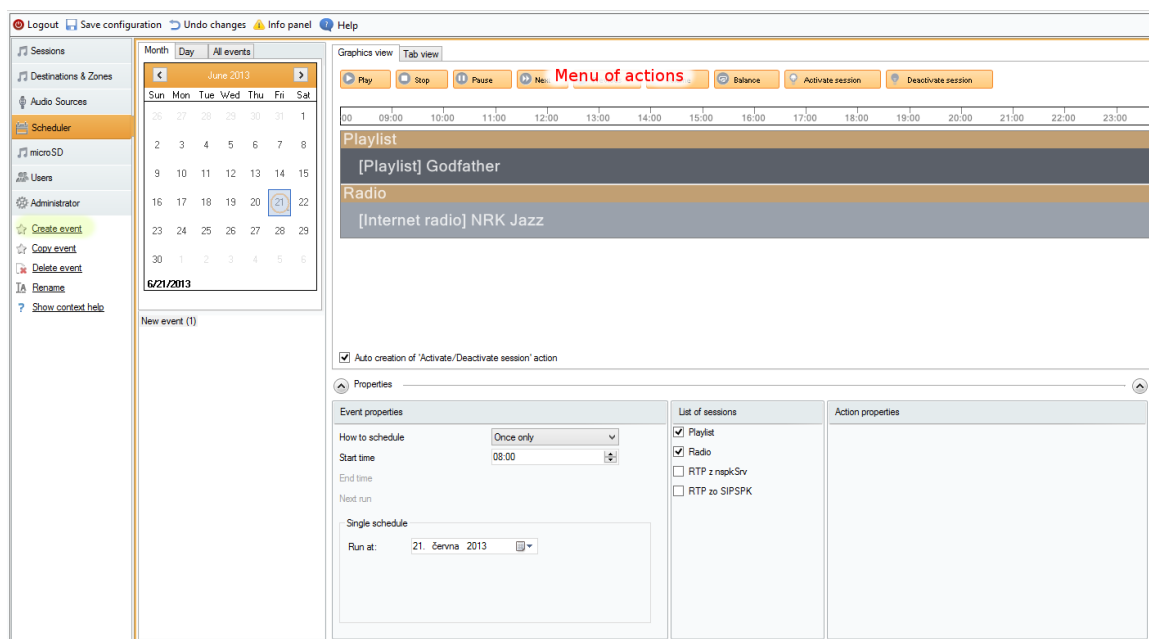 Logout Save configuration Undo changes Info panel Help
Sessions
Destinations & Zones
Audio Sources
Scheduler
microSD
Users
Administrator
Create event
Copy event
Delete event
Rename
Show context help
Month Day All events
June 2013
Sun Mon Tue Wed Thu Fri Sat
26 27 28 29 30 31 1
2 3 4 5 6 7 8
9 10 11 12 13 14 15
16 17 18 19 20 21 22
23 24 25 26 27 28 29
30 1 2 3 4 5 6
6/21/2013
New event (1)
Graphics view Tab view
Play Stop Pause Menu of actions Balance Activate session Deactivate session
:00 09:00 10:00 11:00 12:00 13:00 14:00 15:00 16:00 17:00 18:00 19:00 20:00 21:00 22:00 23:00
Playlist
[Playlist] Godfather
Radio
[Internet radio] NRK Jazz
Auto creation of 'Activate/Deactivate session' action
Properties
Event properties
How to schedule Once only
Start time 08:00
End time
Next run
Single schedule
Run at: 21. června 2013
List of sessions
Playlist
Radio
RTP z nspkSrv
RTP zo SIPSPK
Action properties